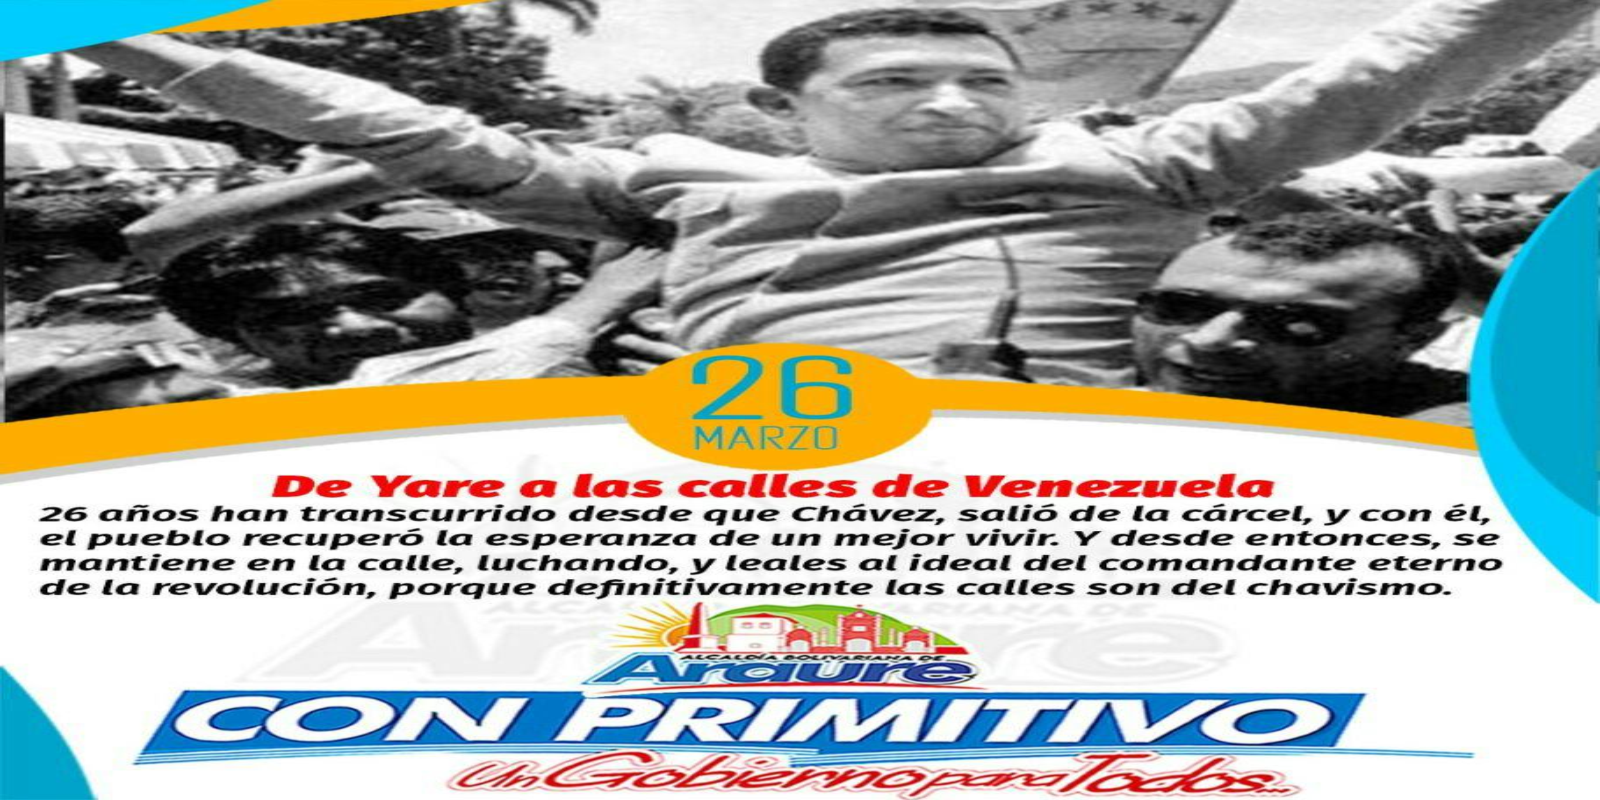 26
MARZO
De Yare a las calles de Venezuela
26 años han transcurrido desde que Chávez, salió de la cárcel, y con él,
el pueblo recuperó la esperanza de un mejor vivir. Y desde entonces, se
mantiene en la calle, luchando, y leales al ideal del comandante eterno
de la revolución, porque definitivamente las calles son del chavismo.
ALCALDÍA BOLIVARIANA DE
Araure
CON PRIMITIVO
Un Gobierno para Todos...